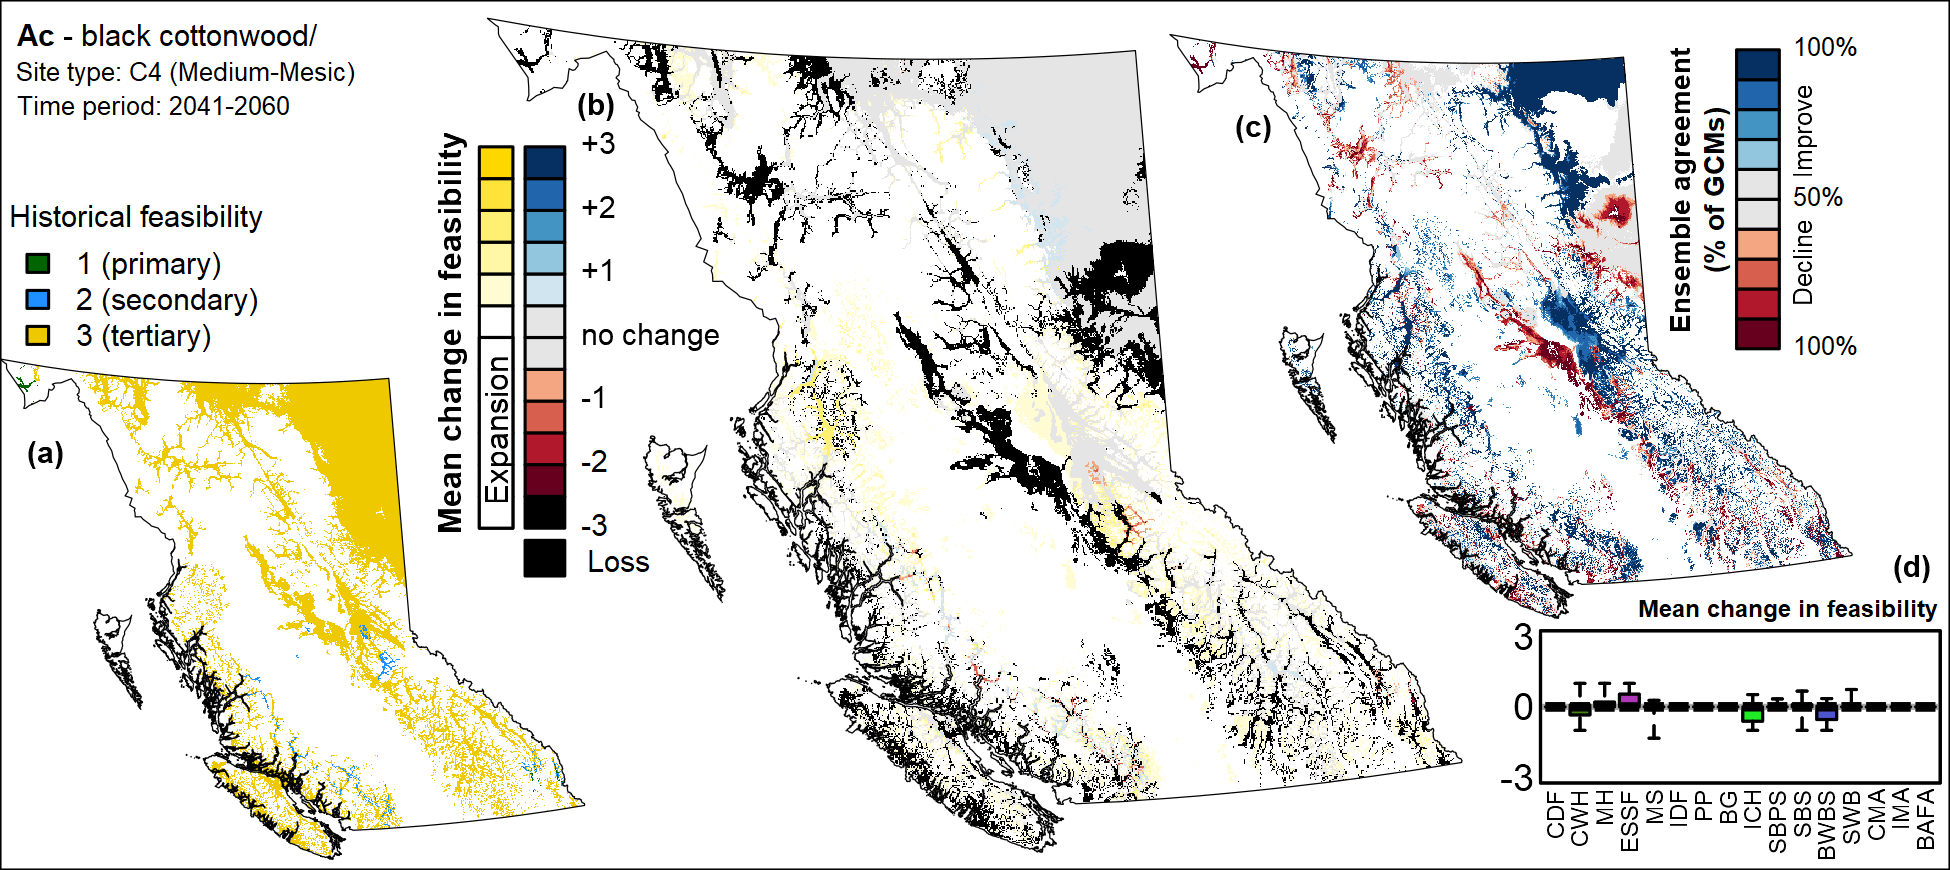 Ac - black cottonwood/
Site type: C4 (Medium-Mesic)
Time period: 2041-2060
Historical feasibility
1 (primary)
2 (secondary)
3 (tertiary)
(a)
(b)
Mean change in feasibility
Expansion
+3
+2
+1
no change
-1
-2
-3
Loss
(c)
Ensemble agreement
(% of GCMs)
100%
Improve
50%
Decline
100%
(d)
Mean change in feasibility
3
0
-3
CDF
CWH
MH
ESSF
MS
IDF
PP
BG
ICH
SBPS
SBS
BWBS
SWB
CMA
IMA
BAFA